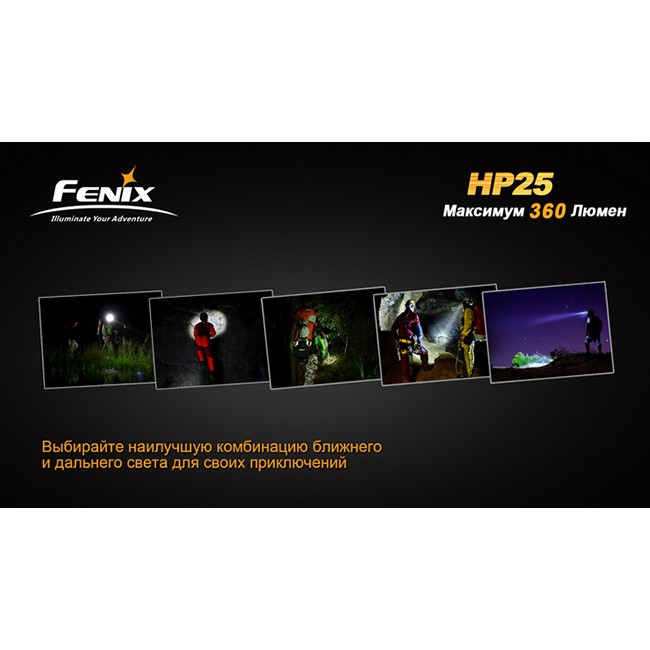 FENIX
Illuminate Your Adventure
HP25
Максимум 360 Люмен
Выбирайте наилучшую комбинацию ближнего
и дальнего света для своих приключений